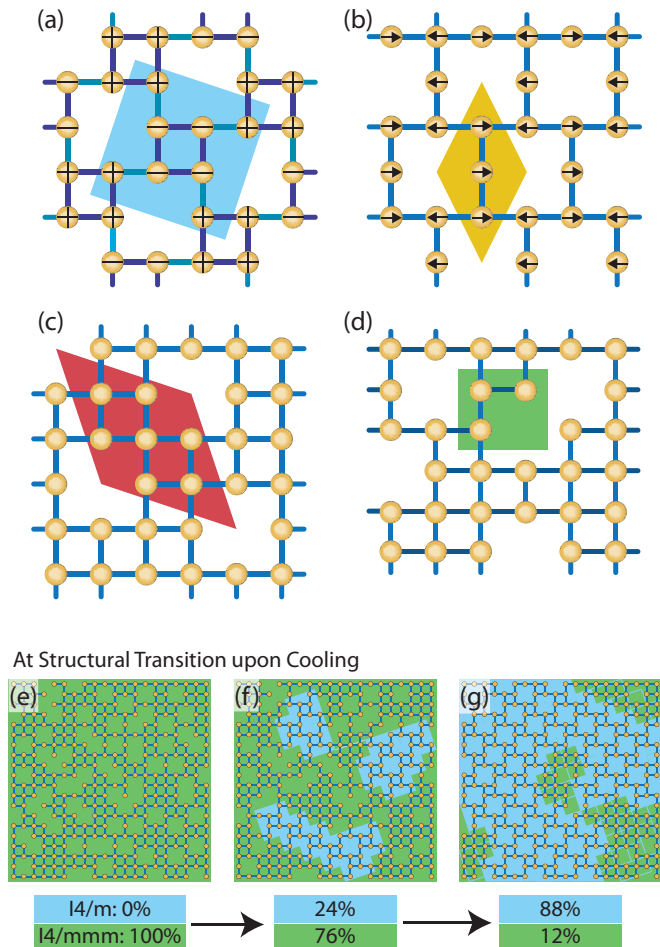 (a)
(b)
(c)
(d)
At Structural Transition upon Cooling
(e)
(f)
(g)
I4/m: 0%
24%
88%
I4/mmm: 100%
76%
12%